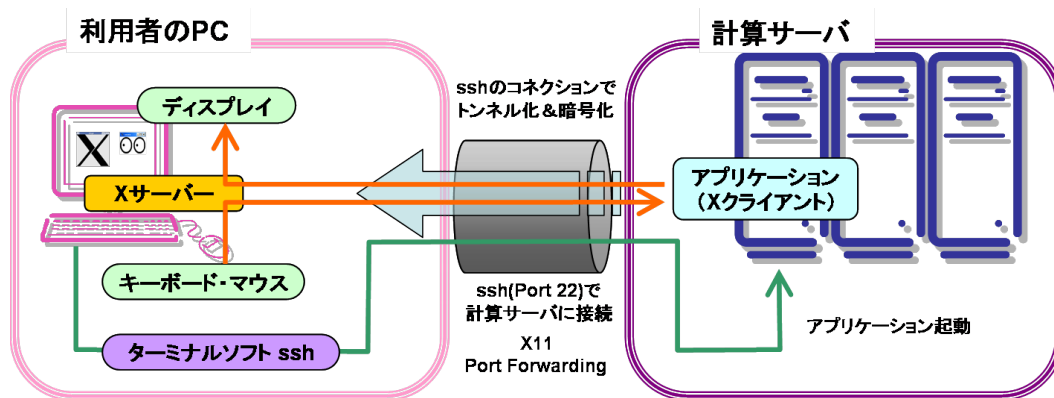 利用者のPC
計算サーバ
sshのコネクションで
トンネル化&暗号化
ディスプレイ
X
Xサーバー
アプリケーション
(Xクライアント)
キーボード・マウス
ssh(Port 22)で
計算サーバに接続
アプリケーション起動
ターミナルソフト ssh
X11
Port Forwarding